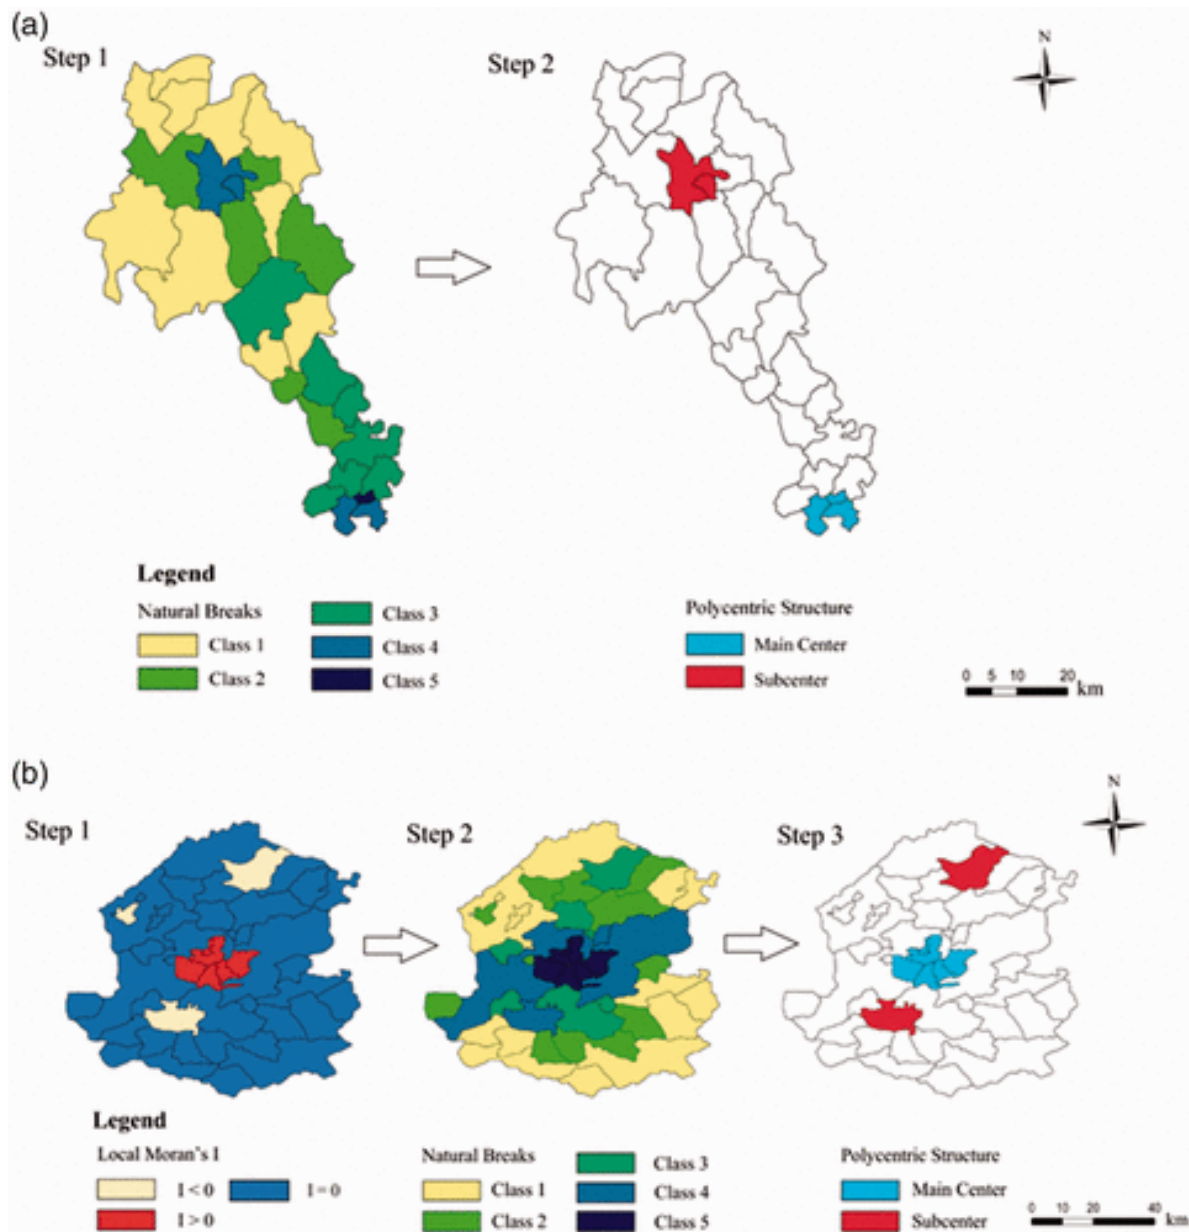 (a)
Step 1
Step 2
N
Legend
Natural Breaks
Class 1
Class 2
Class 3
Class 4
Class 5
Polycentric Structure
Main Center
Subcenter
0 5 10 20
km
(b)
Step 1
Step 2
Step 3
N
Legend
Local Moran's I
I < 0
I = 0
I > 0
Natural Breaks
Class 1
Class 2
Class 3
Class 4
Class 5
Polycentric Structure
Main Center
Subcenter
0 10 20 40
km